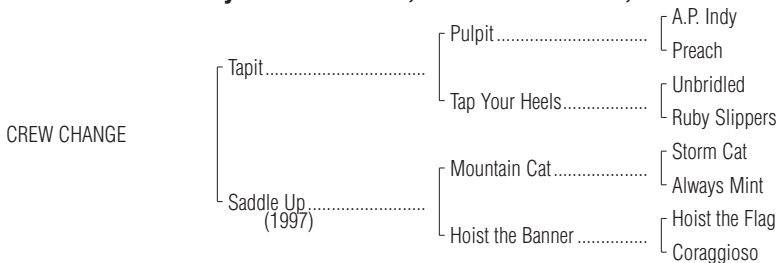 A.P. Indy
Pulpit
Preach
Tapit
Unbridled
Tap Your Heels
Ruby Slippers
CREW CHANGE
Storm Cat
Mountain Cat
Always Mint
Saddle Up
(1997)
Hoist the Flag
Hoist the Banner
Coraggioso